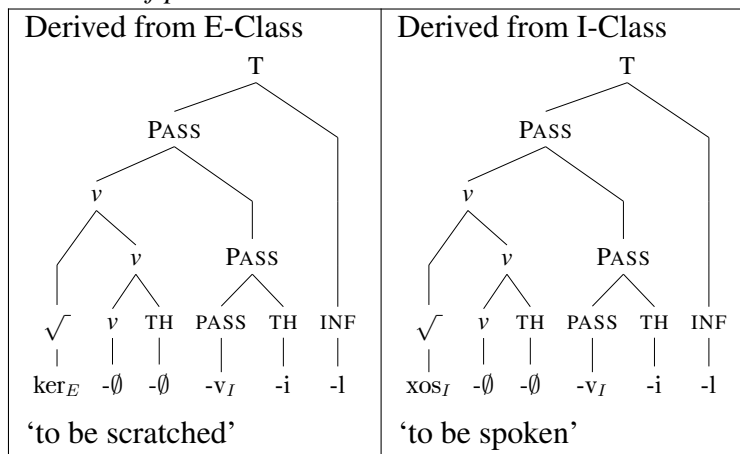 Derived from E-Class Derived from I-Class
T T
PASS PASS
v v
v PASS v PASS
√ v TH PASS TH INF √ v TH PASS TH INF
ker_E -∅ -∅ -v_I -i -l xos_I -∅ -∅ -v_I -i -l
‘to be scratched’ ‘to be spoken’